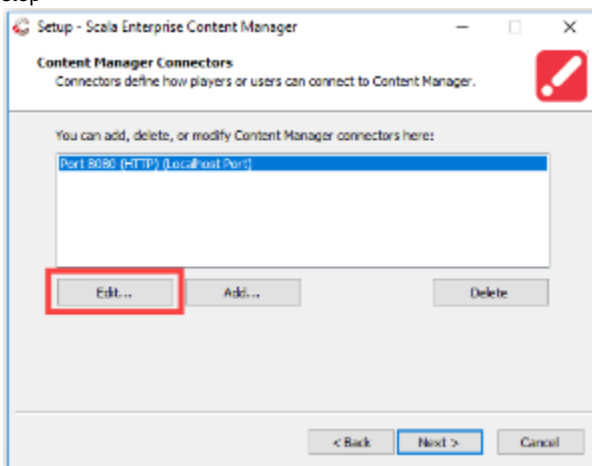 step
Setup - Scala Enterprise Content Manager
Content Manager Connectors
Connectors define how players or users can connect to Content Manager.
You can add, delete, or modify Content Manager connectors here:
Port 8080 (HTTP) (Localhost Port)
Edit... Add... Delete
< Back Next > Cancel